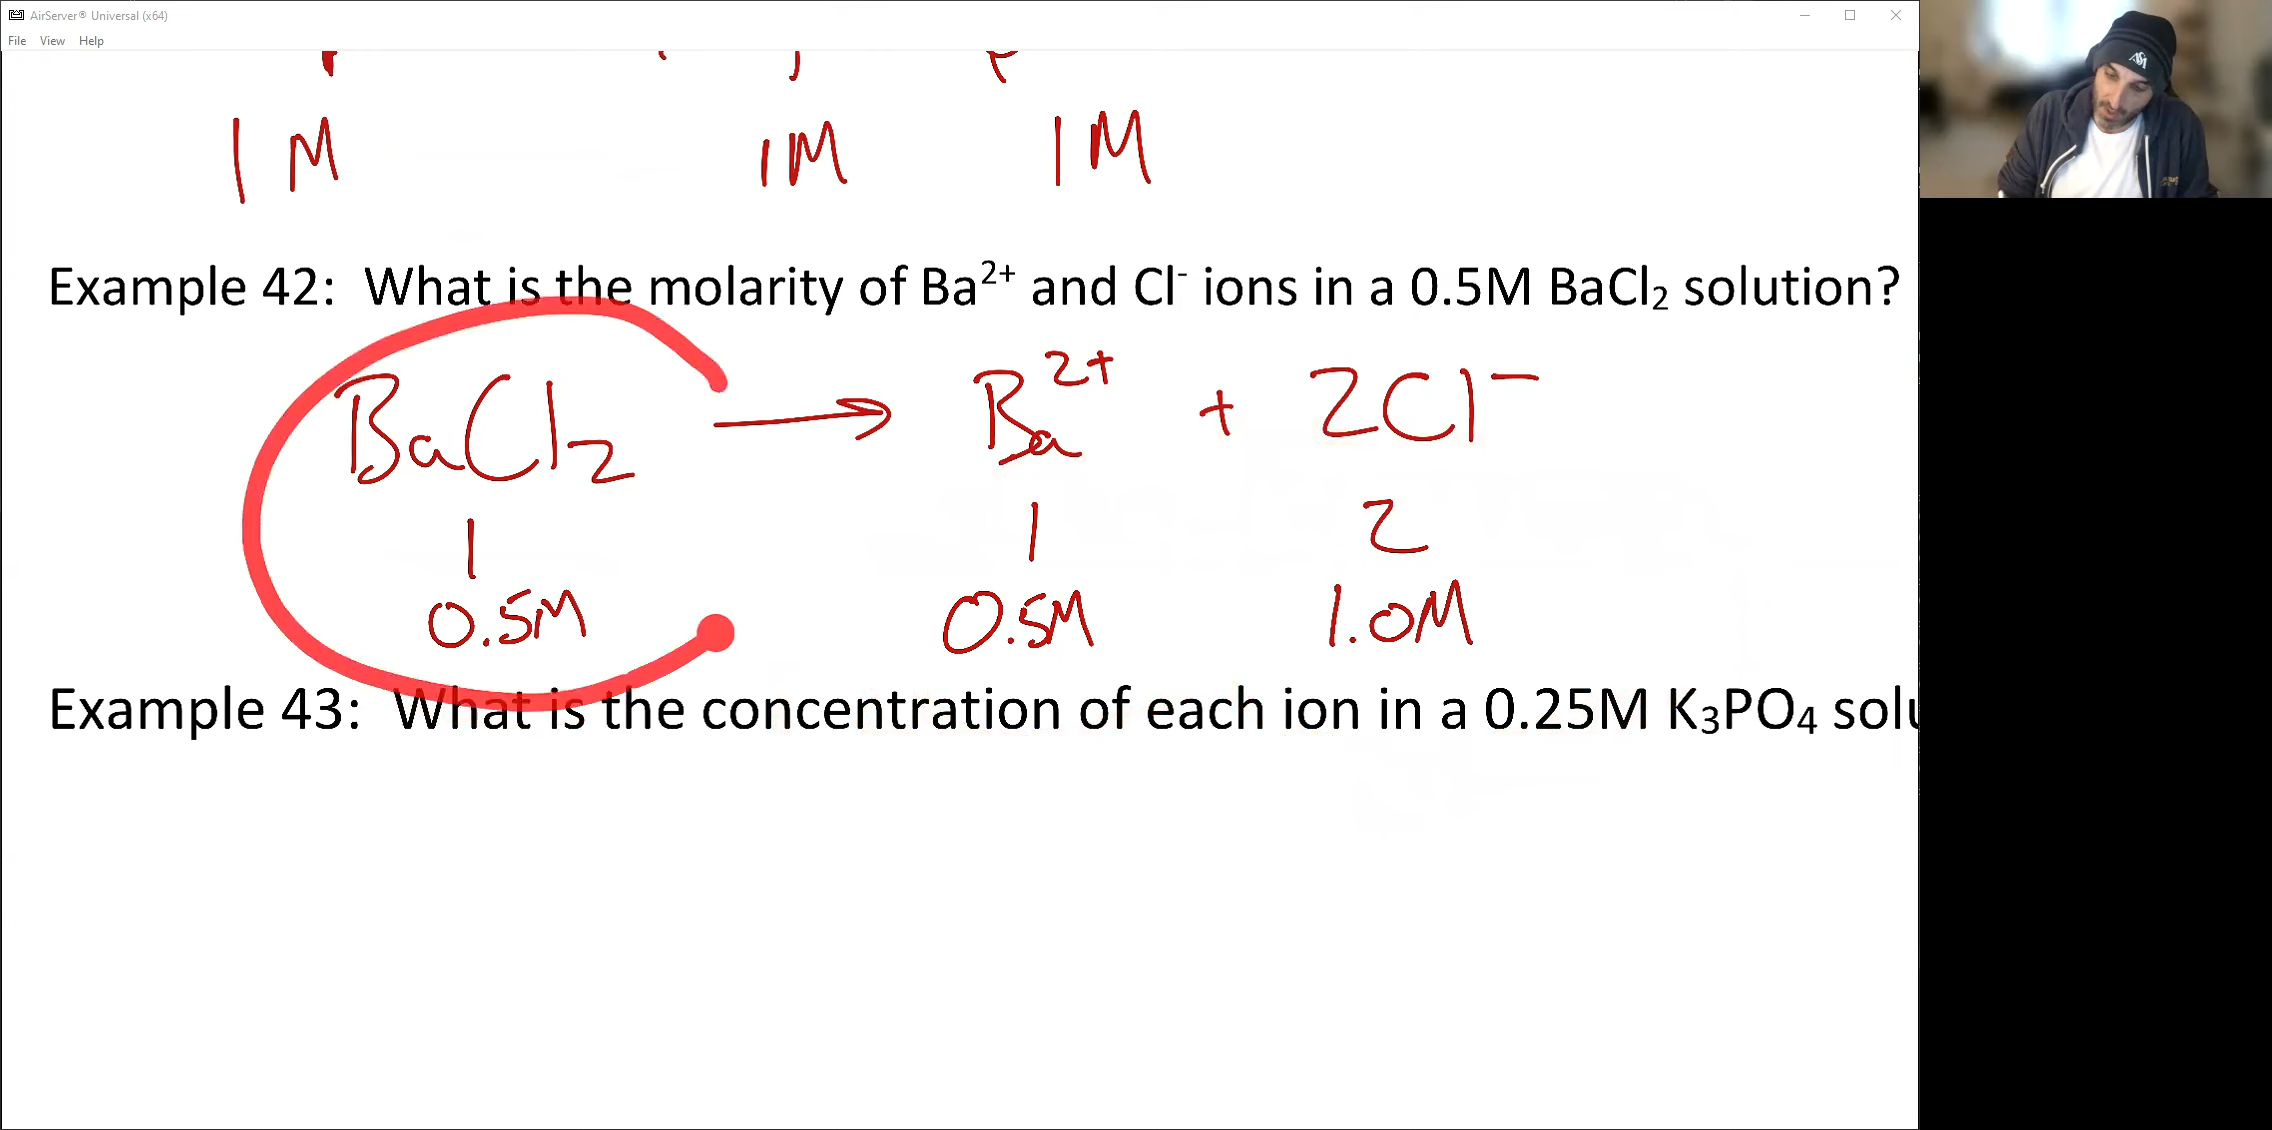 AirServer® Universal (x64)
File View Help
1M 1M 1M
Example 42: What is the molarity of Ba²⁺ and Cl⁻ ions in a 0.5M BaCl₂ solution?
BaCl₂ → Ba²⁺ + 2Cl⁻
1 1 2
0.5M 0.5M 1.0M
Example 43: What is the concentration of each ion in a 0.25M K₃PO₄ solu